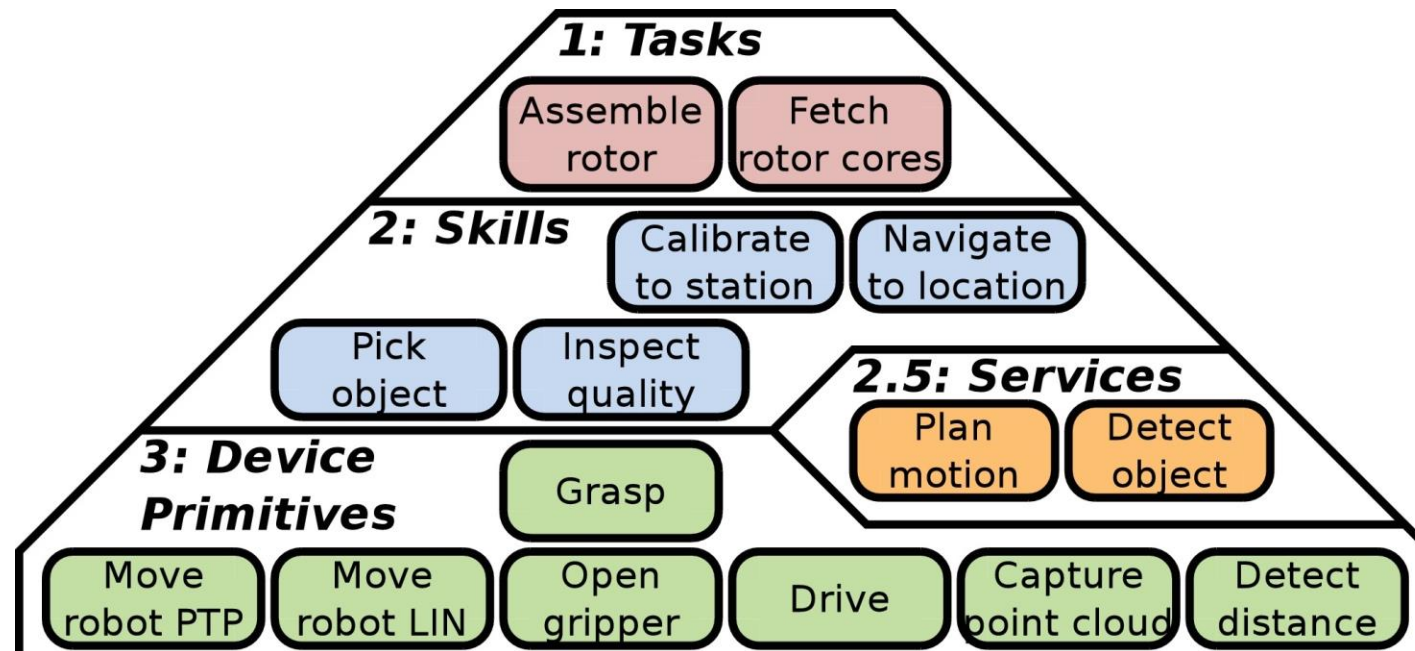 1: Tasks
Assemble
rotor
Fetch
rotor cores
2: Skills
Calibrate
to station
Navigate
to location
Pick
object
Inspect
quality
2.5: Services
Plan
motion
Detect
object
3: Device
Primitives
Grasp
Move
robot PTP
Move
robot LIN
Open
gripper
Drive
Capture
point cloud
Detect
distance